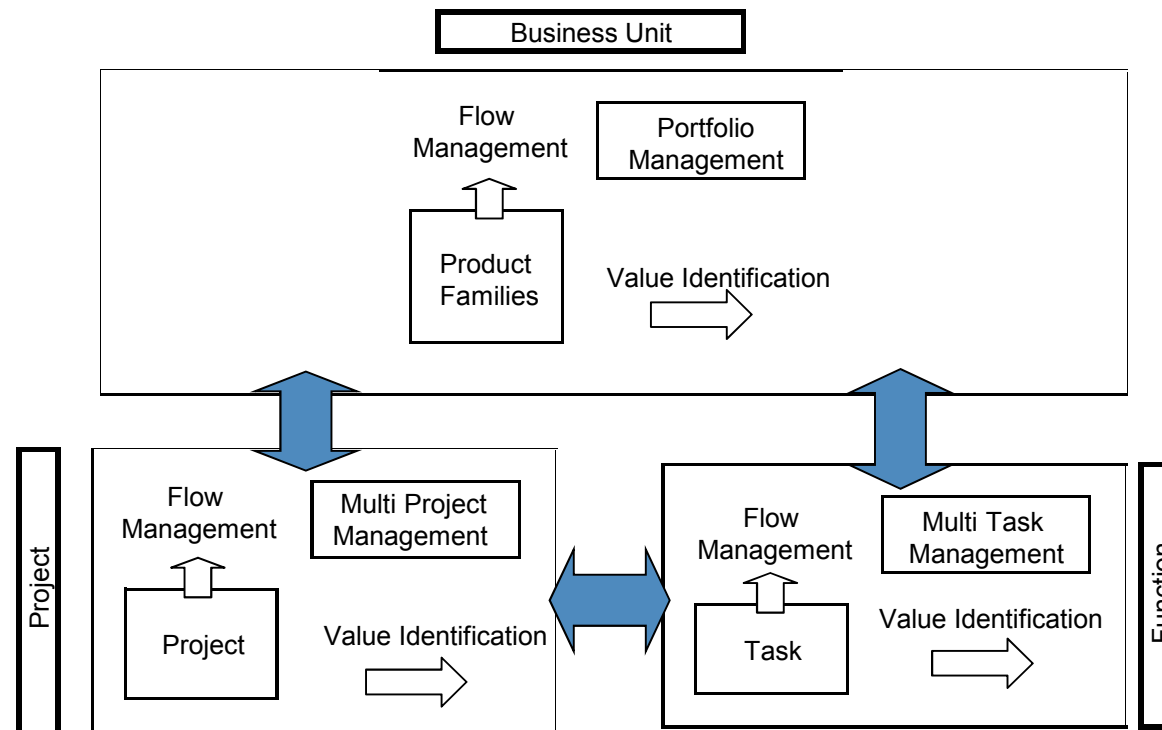 Business Unit
Flow
Management
Portfolio
Management
Product
Families
Value Identification
Project
Flow
Management
Multi Project
Management
Project
Value Identification
Flow
Management
Multi Task
Management
Task
Value Identification
Function